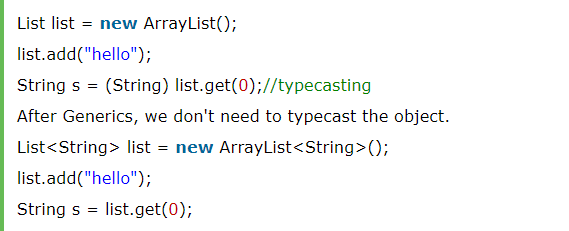 List list = new ArrayList();
list.add("hello");
String s = (String) list.get(0);//typecasting
After Generics, we don't need to typecast the object.
List<String> list = new ArrayList<String>();
list.add("hello");
String s = list.get(0);